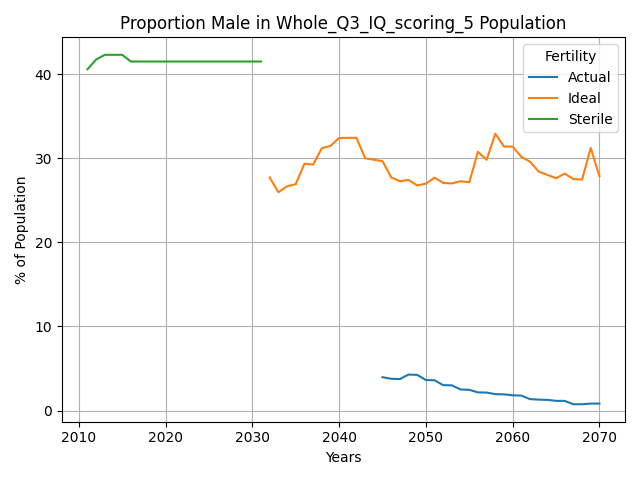 Proportion Male in Whole_Q3_IQ_scoring_5 Population
Fertility
Actual
Ideal
Sterile
% of Population
40
30
20
10
0
2010 2020 2030 2040 2050 2060 2070
Years